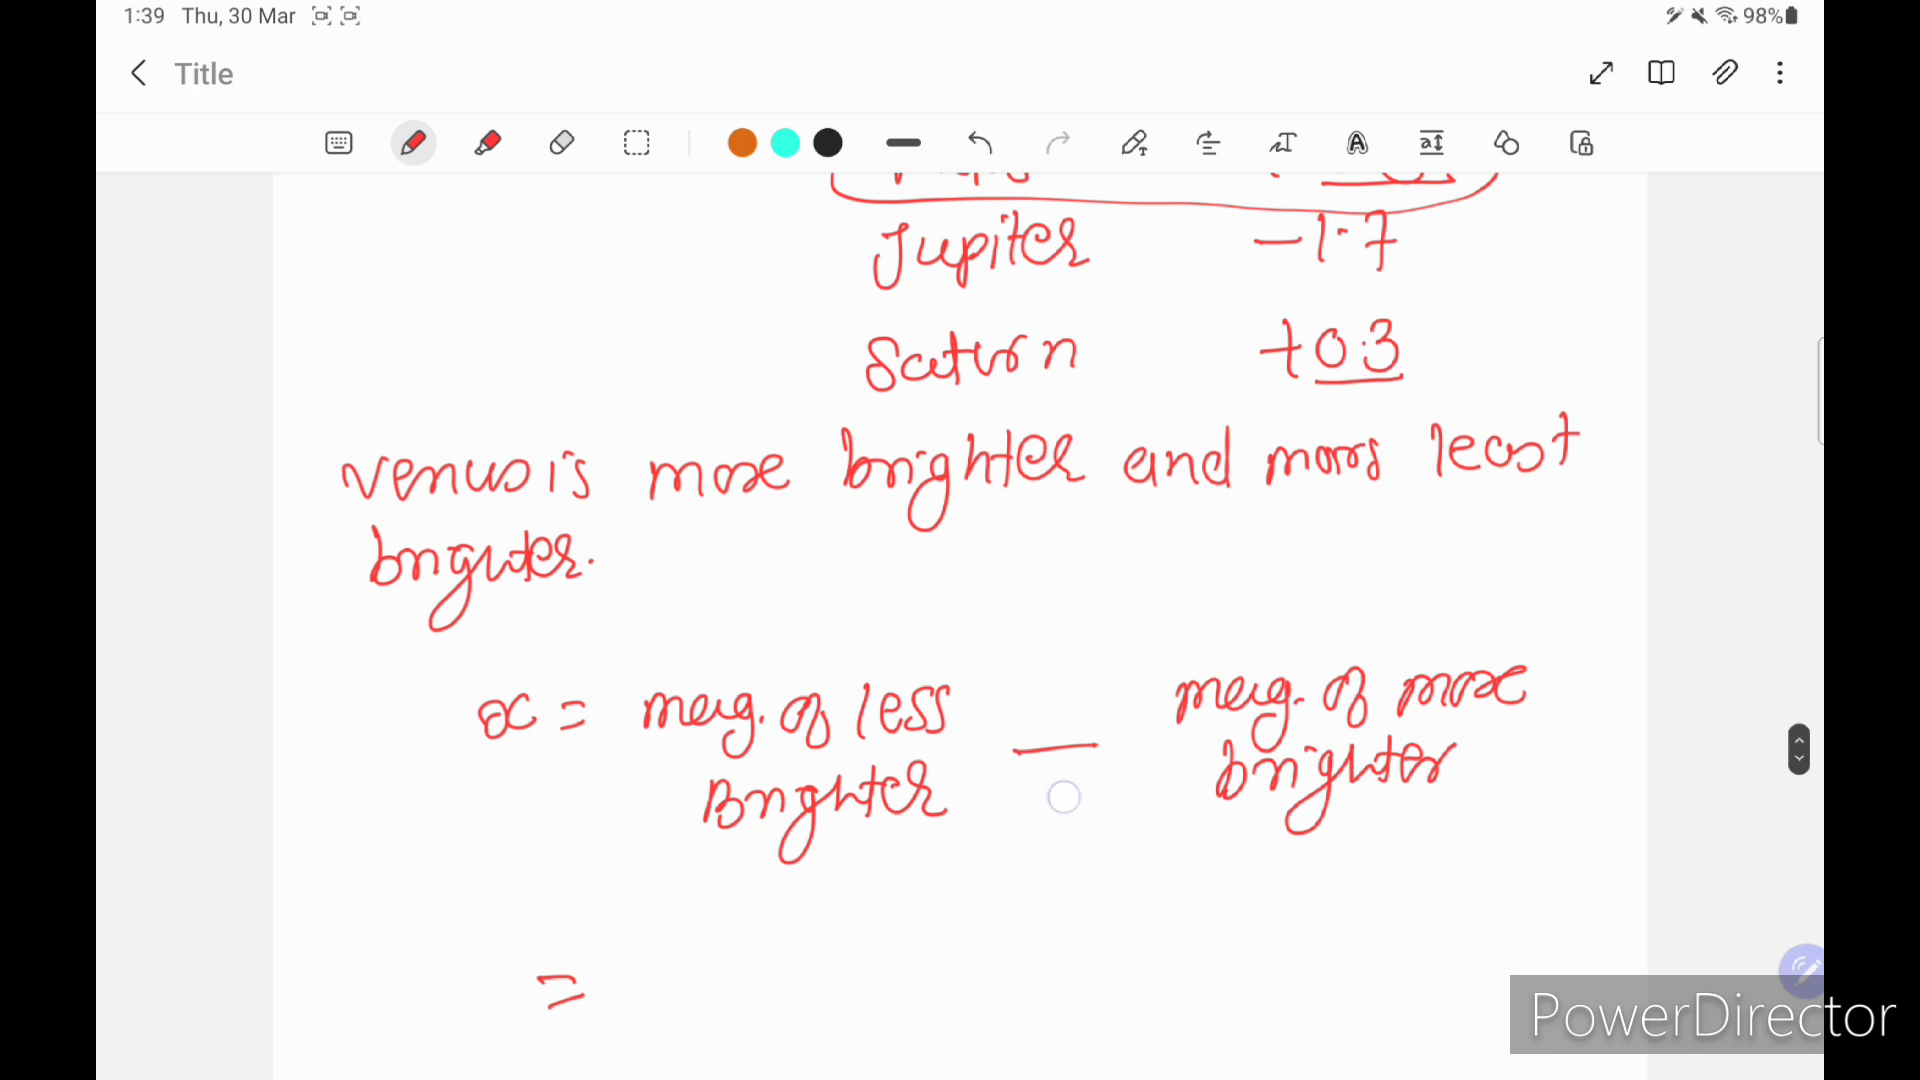 1:39 Thu, 30 Mar 98%
Title
Jupiter -1.7
Saturn +0.3
venus is more brighter and mars least
brighter.
x = mag. of less — mag. of more
Brighter brighter
=
PowerDirector